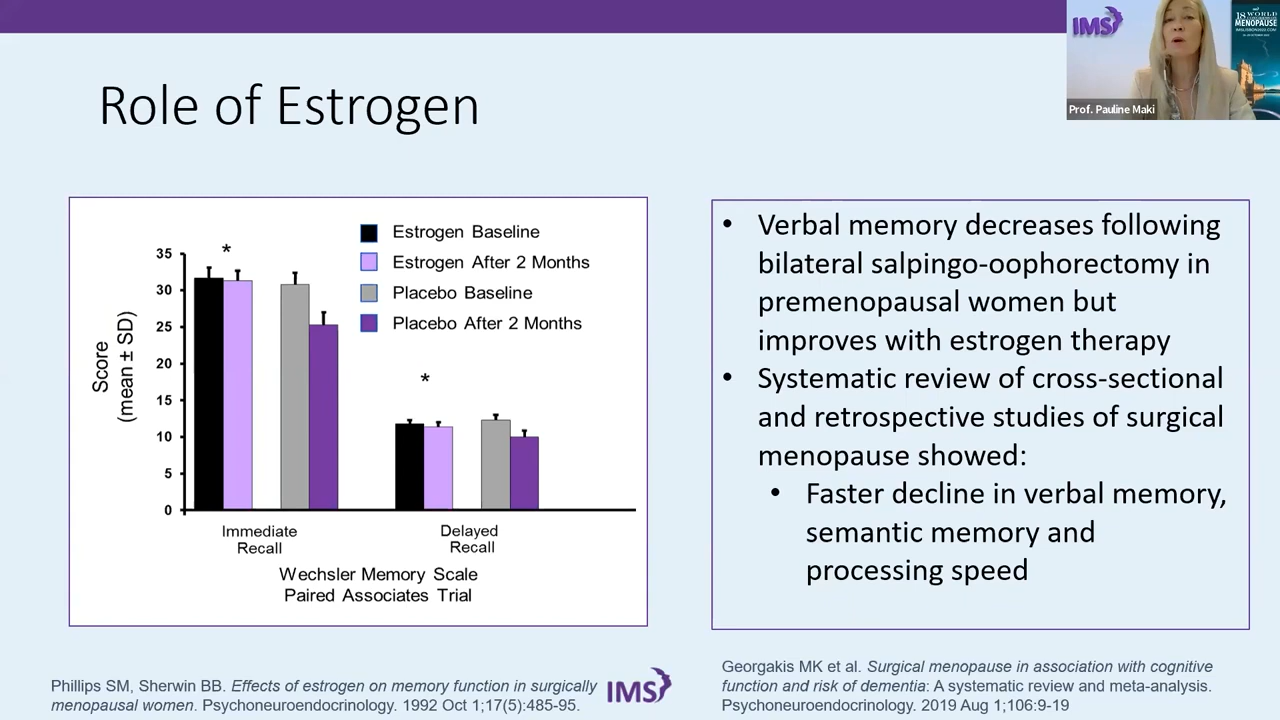 IMS
18TH WORLD
MENOPAUSE
Prof. Pauline Maki
Role of Estrogen
Estrogen Baseline
Estrogen After 2 Months
Placebo Baseline
Placebo After 2 Months
*
*
Score
(mean ± SD)
35
30
25
20
15
10
5
0
Immediate
Recall
Delayed
Recall
Wechsler Memory Scale
Paired Associates Trial
• Verbal memory decreases following
bilateral salpingo-oophorectomy in
premenopausal women but
improves with estrogen therapy
• Systematic review of cross-sectional
and retrospective studies of surgical
menopause showed:
• Faster decline in verbal memory,
semantic memory and
processing speed
Phillips SM, Sherwin BB. Effects of estrogen on memory function in surgically
menopausal women. Psychoneuroendocrinology. 1992 Oct 1;17(5):485-95.
IMS
Georgakis MK et al. Surgical menopause in association with cognitive
function and risk of dementia: A systematic review and meta-analysis.
Psychoneuroendocrinology. 2019 Aug 1;106:9-19